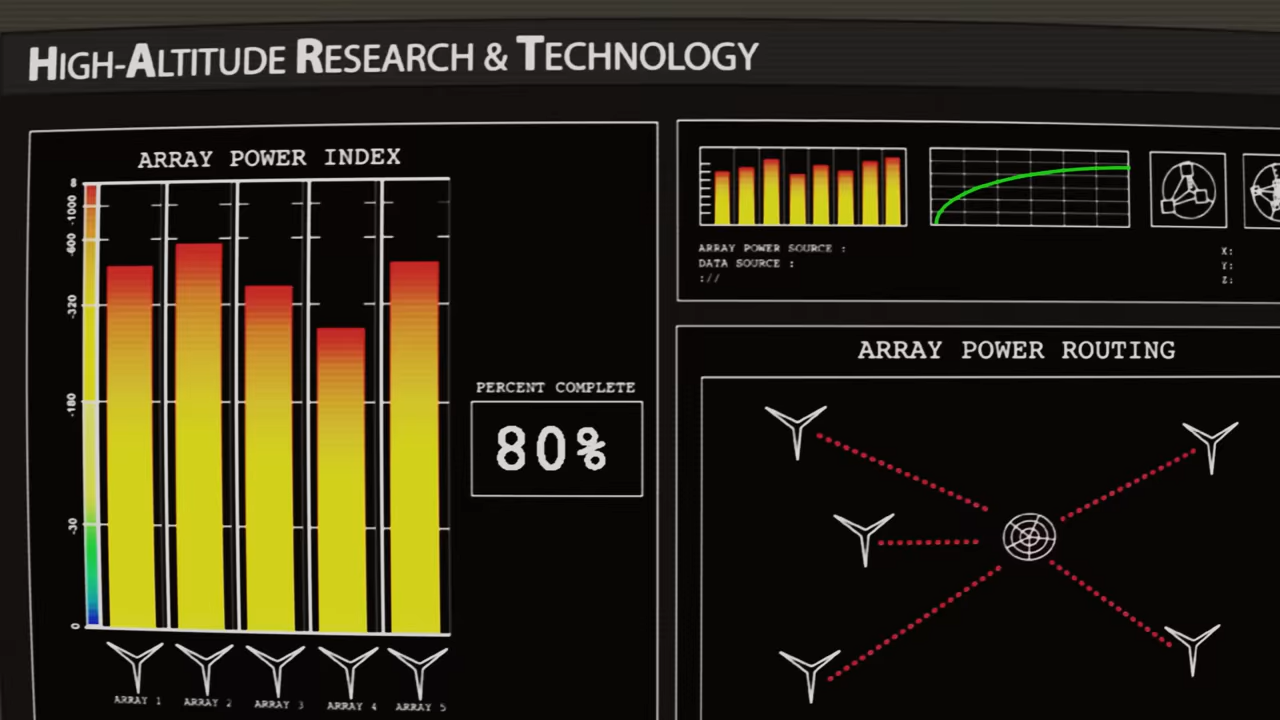 HIGH-ALTITUDE RESEARCH & TECHNOLOGY
ARRAY POWER INDEX
8
-1000
-600
-320
-180
-30
0
PERCENT COMPLETE
80%
ARRAY 1
ARRAY 2
ARRAY 3
ARRAY 4
ARRAY 5
ARRAY POWER SOURCE :
DATA SOURCE :
://
X:
Y:
Z:
ARRAY POWER ROUTING